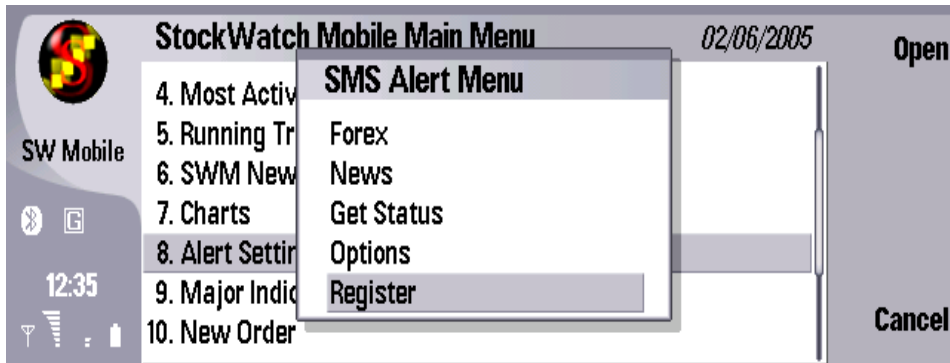 StockWatch Mobile Main Menu
02/06/2005
Open
SMS Alert Menu
4. Most Activ
5. Running Tr
6. SWM New
7. Charts
8. Alert Settin
9. Major Indic
10. New Order
Forex
News
Get Status
Options
Register
SW Mobile
G
12:35
Cancel